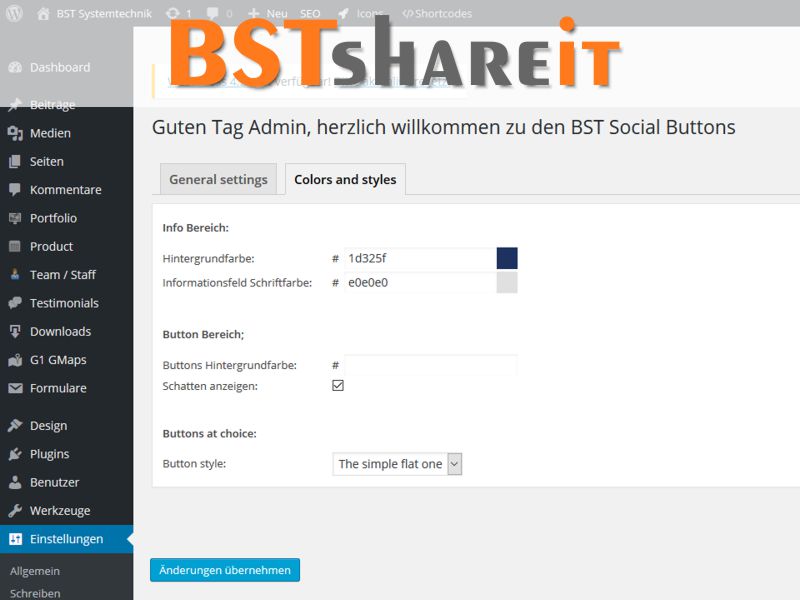 BST Systemtechnik 1 0 Neu SEO Icons Shortcodes
BSTshareit
Dashboard
Beiträge
Guten Tag Admin, herzlich willkommen zu den BST Social Buttons
Medien
Seiten
General settings
Colors and styles
Kommentare
Portfolio
Info Bereich:
Product
Hintergrundfarbe: # 1d325f
Team / Staff
Informationsfeld Schriftfarbe: # e0e0e0
Testimonials
Downloads
Button Bereich;
G1 GMaps
Buttons Hintergrundfarbe: #
Formulare
Schatten anzeigen:
Design
Buttons at choice:
Plugins
Button style: The simple flat one
Benutzer
Werkzeuge
Einstellungen
Allgemein
Änderungen übernehmen
Schreiben